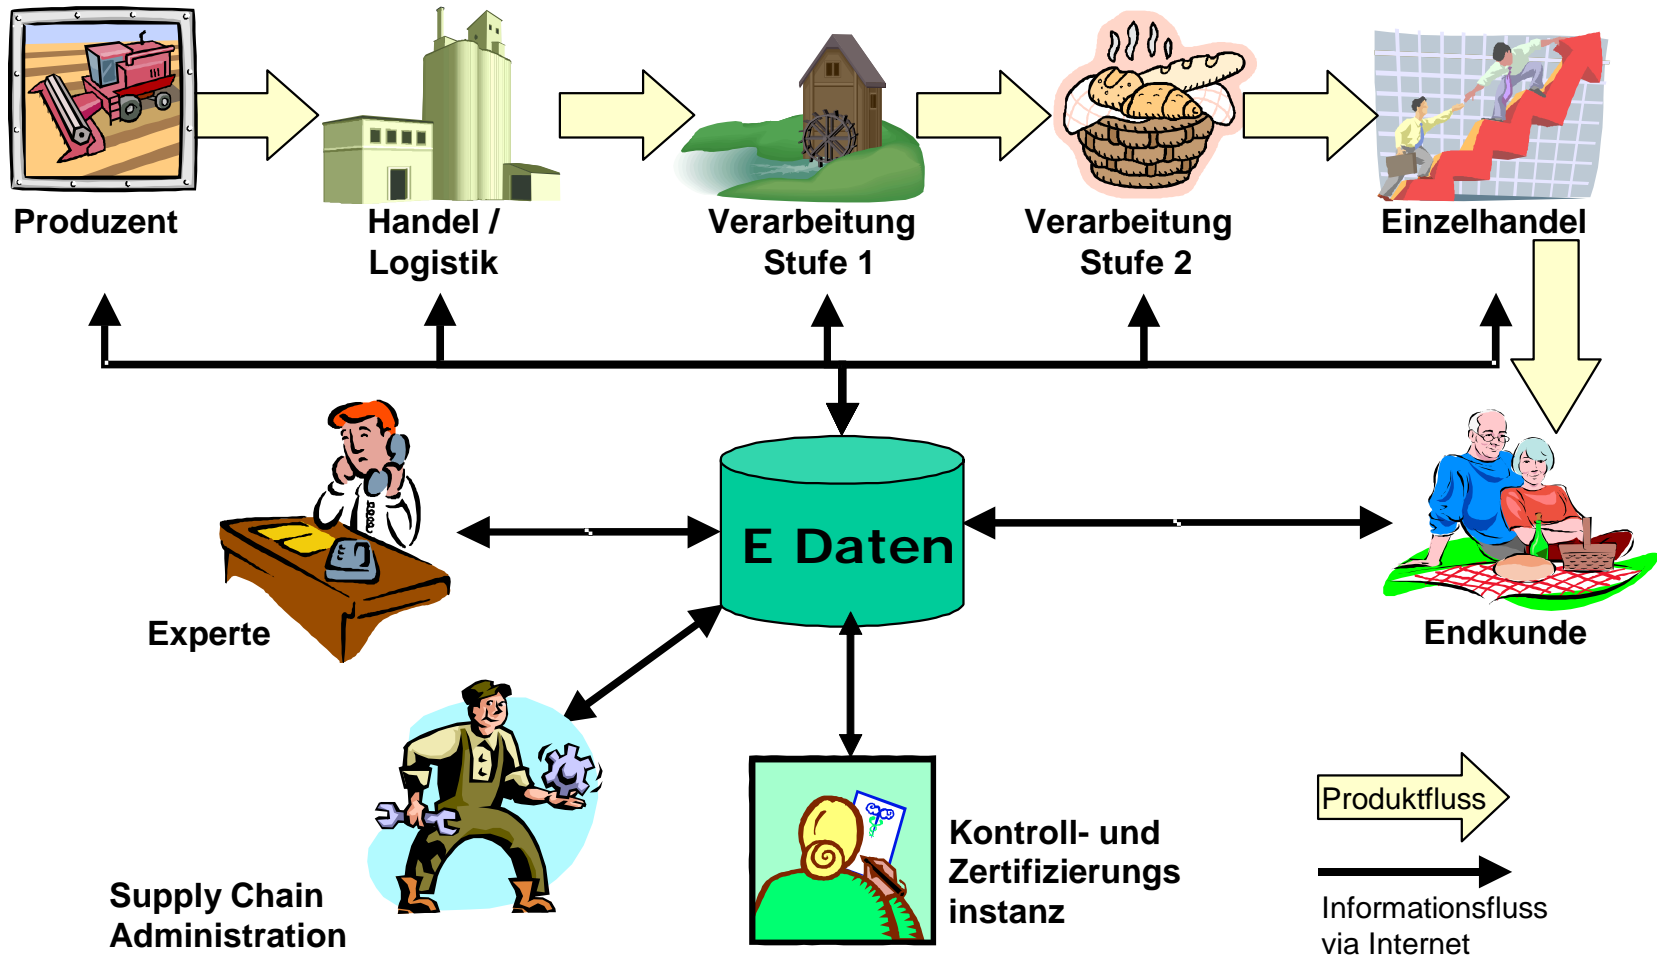 Produzent
Handel /
Logistik
Verarbeitung
Stufe 1
Verarbeitung
Stufe 2
Einzelhandel
E Daten
Experte
Endkunde
Supply Chain
Administration
Kontroll- und
Zertifizierungs
instanz
Produktfluss
Informationsfluss
via Internet